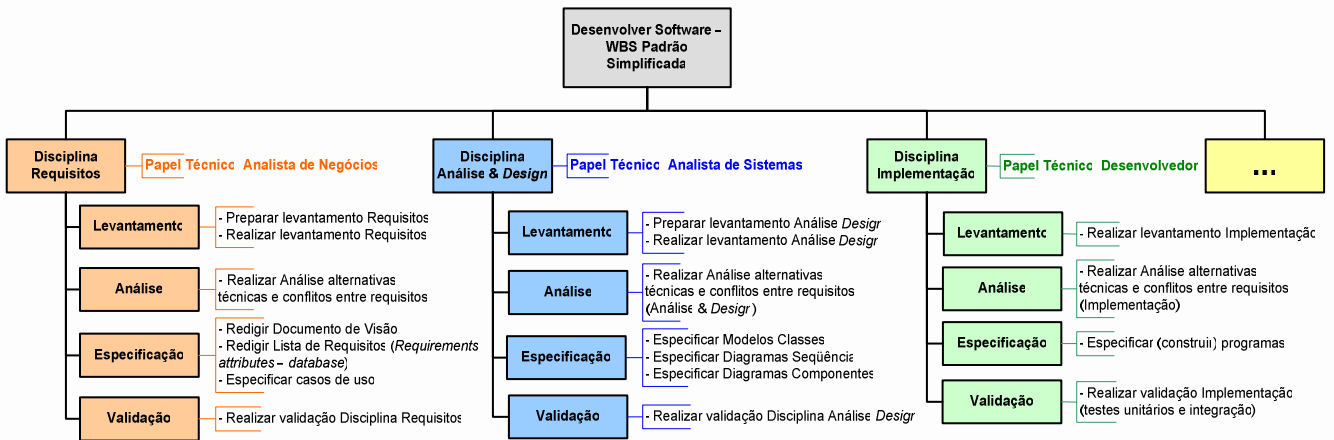 Desenvolver Software –
WBS Padrão
Simplificada
Disciplina
Requisitos
Papel Técnico Analista de Negócios
Levantamento
- Preparar levantamento Requisitos
- Realizar levantamento Requisitos
Análise
- Realizar Análise alternativas
técnicas e conflitos entre requisitos
Especificação
- Redigir Documento de Visão
- Redigir Lista de Requisitos (Requirements
attributes – database)
- Especificar casos de uso
Validação
- Realizar validação Disciplina Requisitos
Disciplina
Análise & Design
Papel Técnico Analista de Sistemas
Levantamento
- Preparar levantamento Análise Design
- Realizar levantamento Análise Design
Análise
- Realizar Análise alternativas
técnicas e conflitos entre requisitos
(Análise & Design)
Especificação
- Especificar Modelos Classes
- Especificar Diagramas Seqüência
- Especificar Diagramas Componentes
Validação
- Realizar validação Disciplina Análise Design
Disciplina
Implementação
Papel Técnico Desenvolvedor
Levantamento
- Realizar levantamento Implementação
Análise
- Realizar Análise alternativas
técnicas e conflitos entre requisitos
(Implementação)
Especificação
- Especificar (construir) programas
Validação
- Realizar validação Implementação
(testes unitários e integração)
...